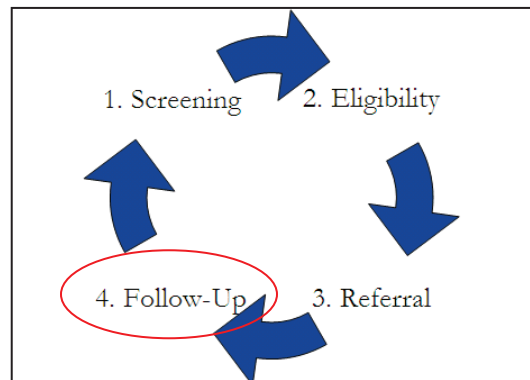 1. Screening
2. Eligibility
3. Referral
4. Follow-Up